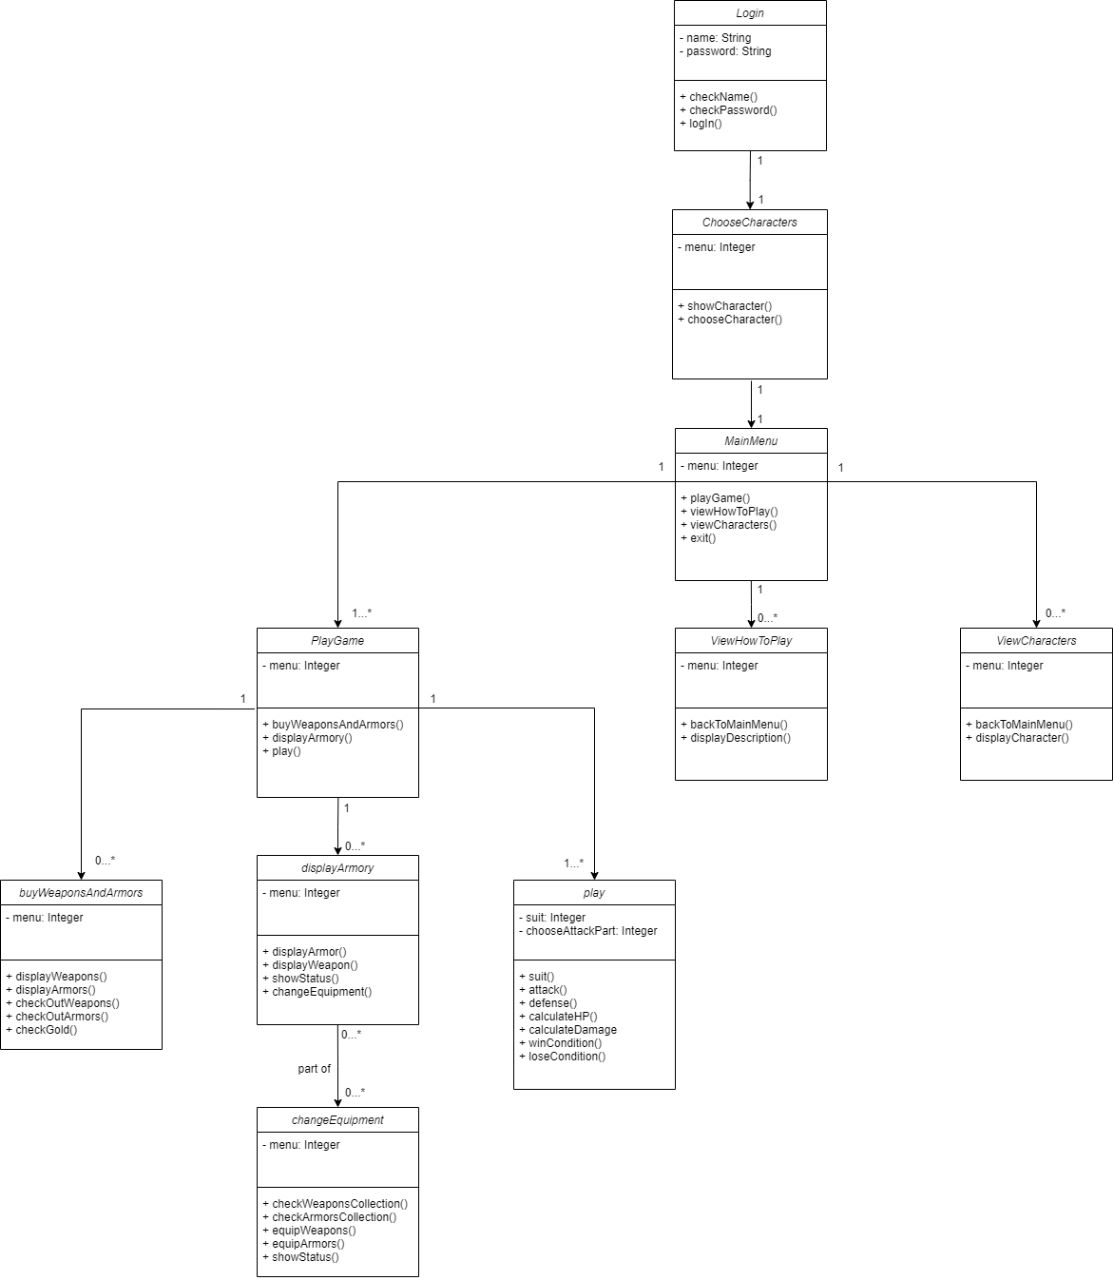 Login
- name: String
- password: String
+ checkName()
+ checkPassword()
+ logIn()
1
1
ChooseCharacters
- menu: Integer
+ showCharacter()
+ chooseCharacter()
1
1
MainMenu
- menu: Integer
+ playGame()
+ viewHowToPlay()
+ viewCharacters()
+ exit()
1
1
1
1...*
0...*
0...*
PlayGame
- menu: Integer
+ buyWeaponsAndArmors()
+ displayArmory()
+ play()
ViewHowToPlay
- menu: Integer
+ backToMainMenu()
+ displayDescription()
ViewCharacters
- menu: Integer
+ backToMainMenu()
+ displayCharacter()
1
1
1
0...*
0...*
1...*
buyWeaponsAndArmors
- menu: Integer
+ displayWeapons()
+ displayArmors()
+ checkOutWeapons()
+ checkOutArmors()
+ checkGold()
displayArmory
- menu: Integer
+ displayArmor()
+ displayWeapon()
+ showStatus()
+ changeEquipment()
play
- suit: Integer
- chooseAttackPart: Integer
+ suit()
+ attack()
+ defense()
+ calculateHP()
+ calculateDamage
+ winCondition()
+ loseCondition()
0...*
part of
0...*
changeEquipment
- menu: Integer
+ checkWeaponsCollection()
+ checkArmorsCollection()
+ equipWeapons()
+ equipArmors()
+ showStatus()